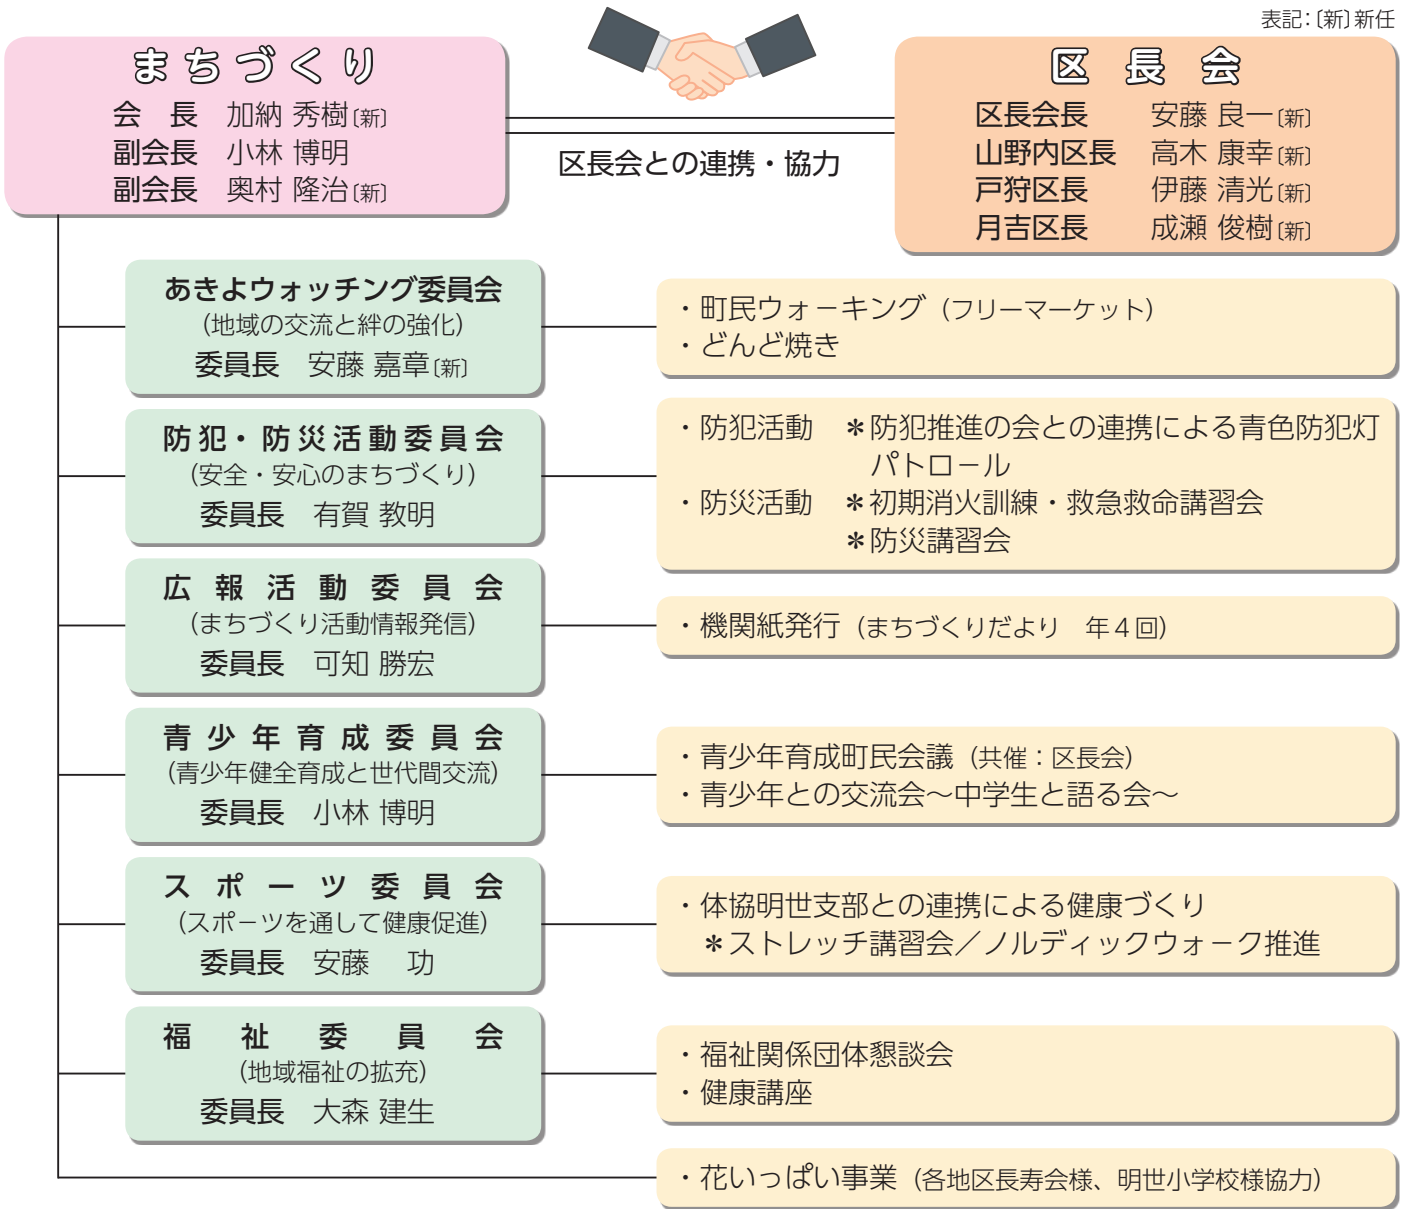 表記：〔新〕新任
まちづくり
会　長　加納 秀樹〔新〕
副会長　小林 博明
副会長　奥村 隆治〔新〕
区長会との連携・協力
区長会
区長会長　安藤 良一〔新〕
山野内区長　高木 康幸〔新〕
戸狩区長　伊藤 清光〔新〕
月吉区長　成瀬 俊樹〔新〕
あきよウォッチング委員会
（地域の交流と絆の強化）
委員長　安藤 嘉章〔新〕
・町民ウォーキング（フリーマーケット）
・どんど焼き
防犯・防災活動委員会
（安全・安心のまちづくり）
委員長　有賀 教明
・防犯活動　＊防犯推進の会との連携による青色防犯灯
パトロール
・防災活動　＊初期消火訓練・救急救命講習会
＊防災講習会
広報活動委員会
（まちづくり活動情報発信）
委員長　可知 勝宏
・機関紙発行（まちづくりだより　年４回）
青少年育成委員会
（青少年健全育成と世代間交流）
委員長　小林 博明
・青少年育成町民会議（共催：区長会）
・青少年との交流会～中学生と語る会～
スポーツ委員会
（スポーツを通して健康促進）
委員長　安藤　功
・体協明世支部との連携による健康づくり
＊ストレッチ講習会／ノルディックウォーク推進
福祉委員会
（地域福祉の拡充）
委員長　大森 建生
・福祉関係団体懇談会
・健康講座
・花いっぱい事業（各地区長寿会様、明世小学校様協力）